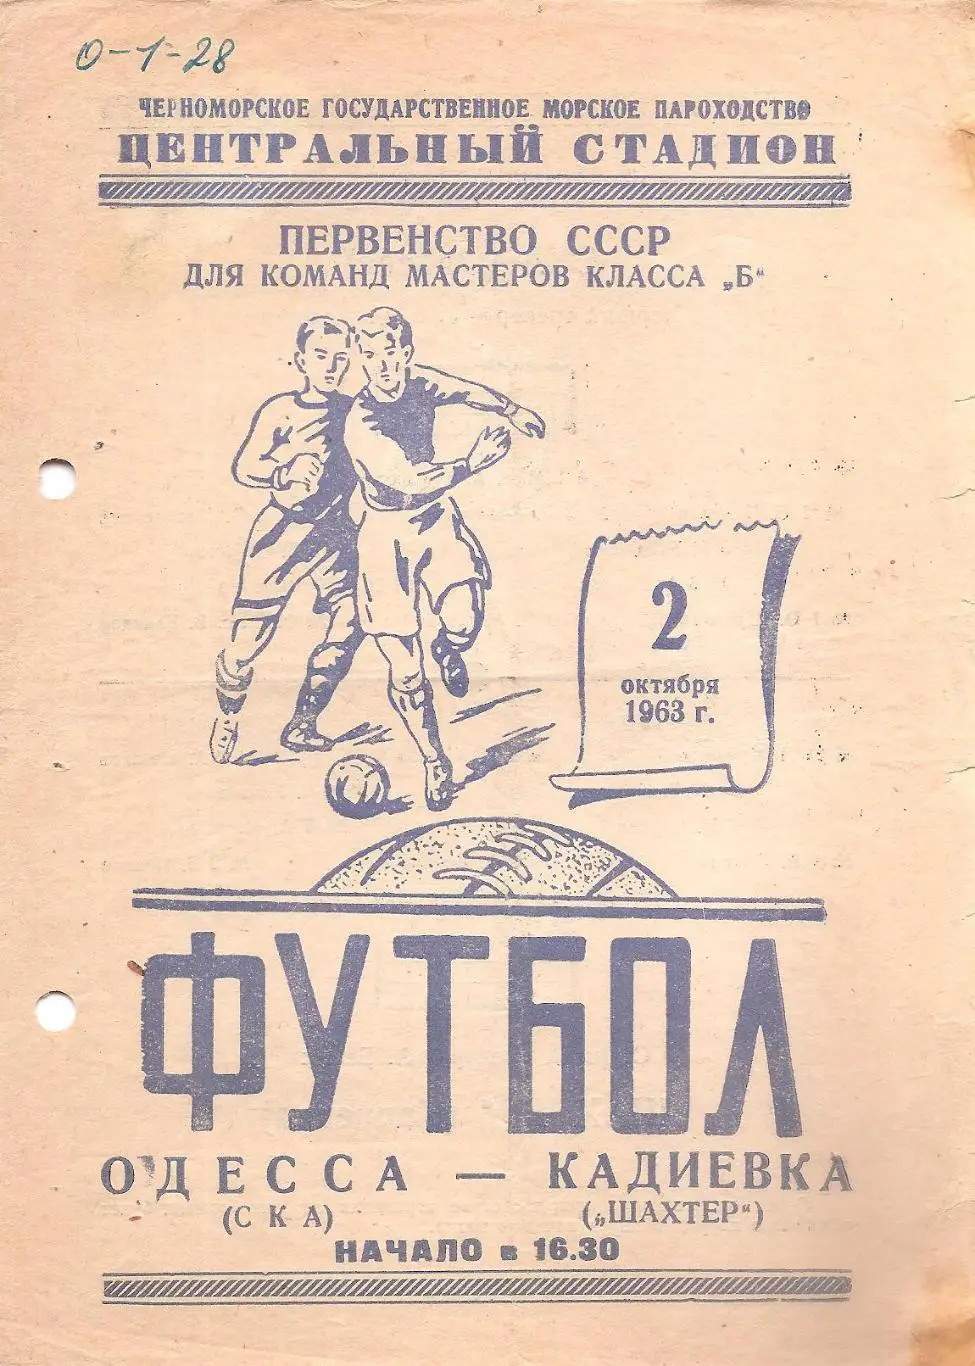 0-1-28
ЧЕРНОМОРСКОЕ ГОСУДАРСТВЕННОЕ МОРСКОЕ ПАРОХОДСТВО
ЦЕНТРАЛЬНЫЙ СТАДИОН
ПЕРВЕНСТВО СССР
ДЛЯ КОМАНД МАСТЕРОВ КЛАССА „Б“
2
октября
1963 г.
ФУТБОЛ
ОДЕССА — КАДИЕВКА
(СКА) („ШАХТЕР“)
НАЧАЛО в 16.30